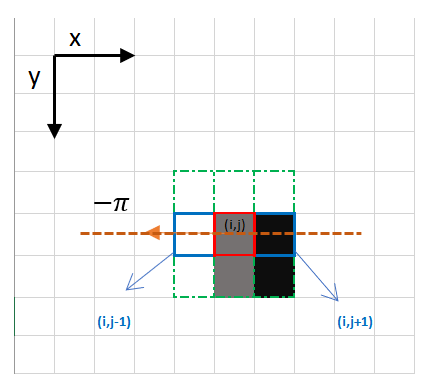 x
y
−π
(i,j)
(i,j-1)
(i,j+1)